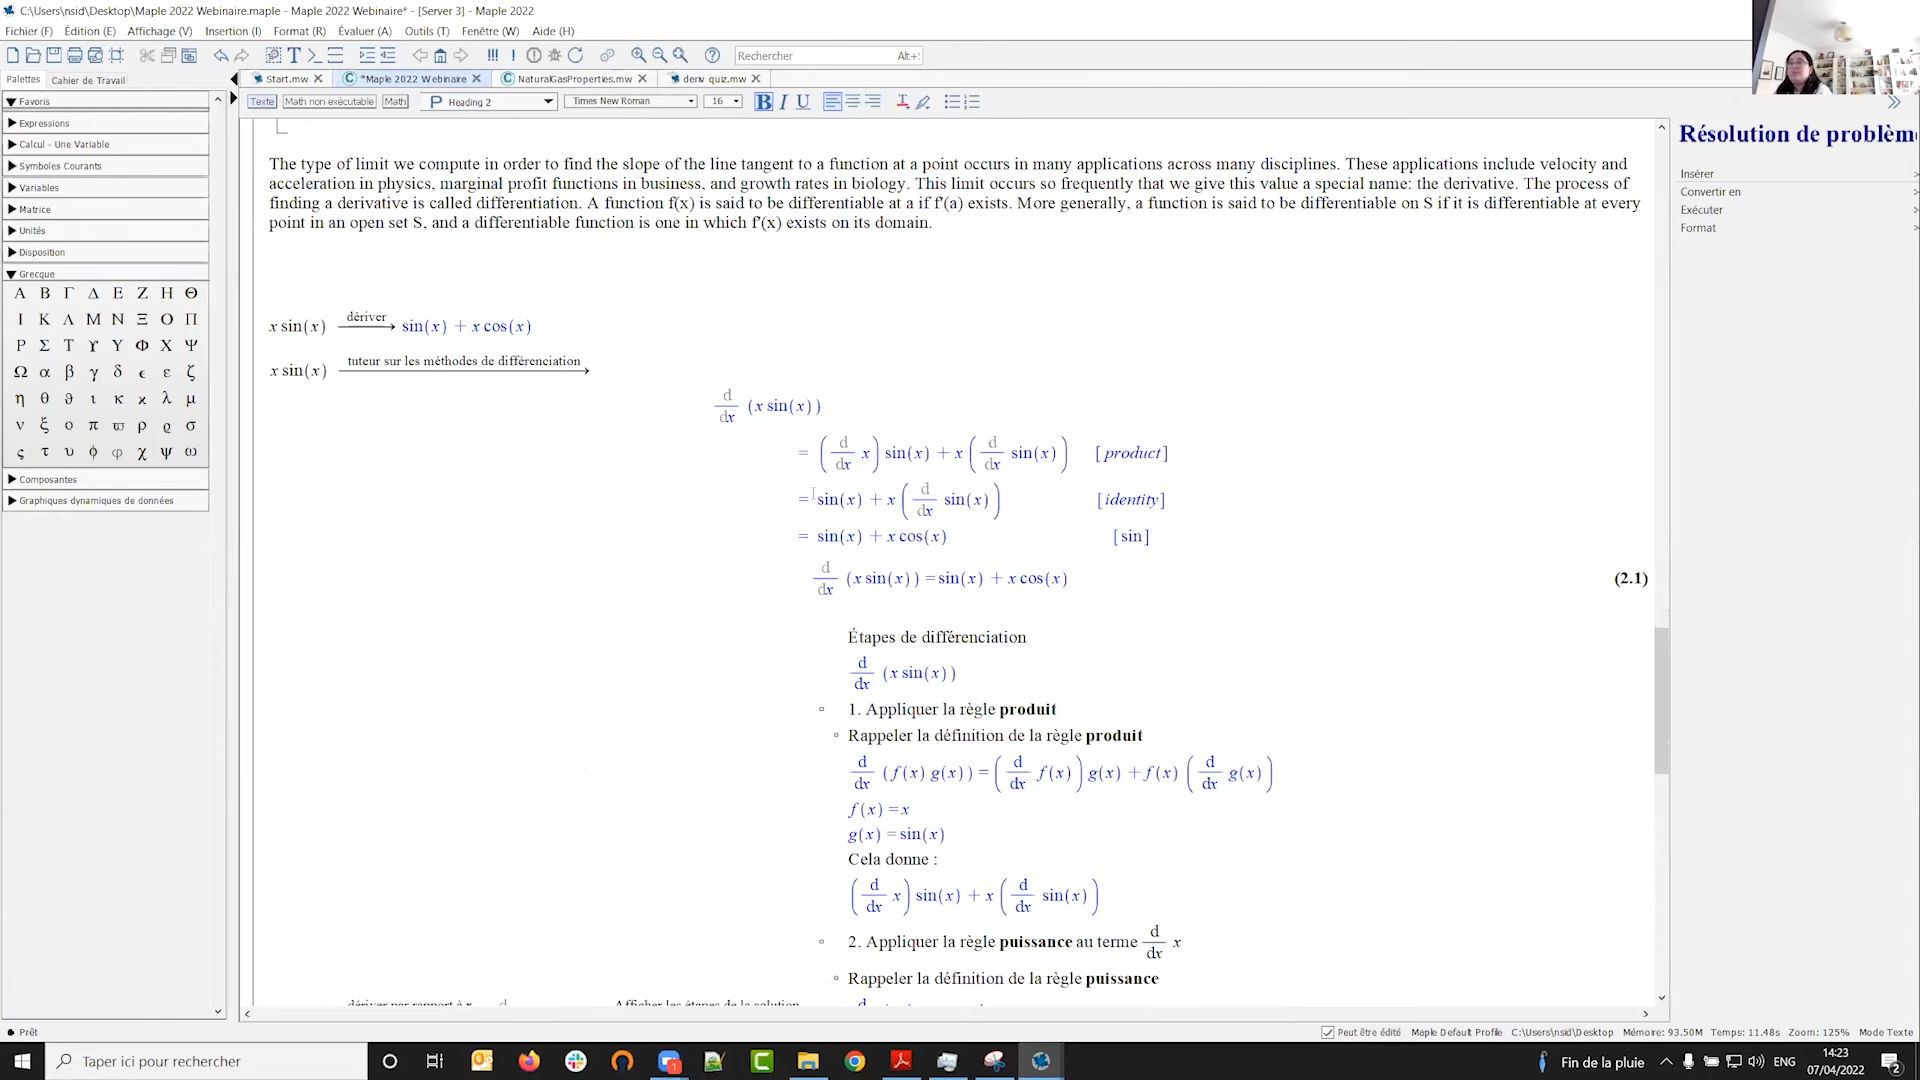 C:\Users\nsid\Desktop\Maple 2022 Webinaire.maple - Maple 2022 Webinaire* - [Server 3] - Maple 2022
Fichier (F) Édition (E) Affichage (V) Insertion (I) Format (R) Évaluer (A) Outils (T) Fenêtre (W) Aide (H)
Rechercher Alt+:
Palettes Cahier de Travail Start.mw *Maple 2022 Webinaire NaturalGasProperties.mw deriv quiz.mw
Texte Math non exécutable Math P Heading 2 Times New Roman 16 B I U
Favoris
Expressions
Calcul - Une Variable
Symboles Courants
Variables
Matrice
Unités
Disposition
Grecque
Α Β Γ Δ Ε Ζ Η Θ
Ι Κ Λ Μ Ν Ξ Ο Π
Ρ Σ Τ ϒ Υ Φ Χ Ψ
Ω α β γ δ ϵ ε ζ
η θ ϑ ι κ ϰ λ μ
ν ξ ο π ϖ ρ ϱ σ
ς τ υ ϕ φ χ ψ ω
Composantes
Graphiques dynamiques de données
The type of limit we compute in order to find the slope of the line tangent to a function at a point occurs in many applications across many disciplines. These applications include velocity and
acceleration in physics, marginal profit functions in business, and growth rates in biology. This limit occurs so frequently that we give this value a special name: the derivative. The process of
finding a derivative is called differentiation. A function f(x) is said to be differentiable at a if f'(a) exists. More generally, a function is said to be differentiable on S if it is differentiable at every
point in an open set S, and a differentiable function is one in which f'(x) exists on its domain.
x sin(x) dériver → sin(x) + x cos(x)
x sin(x) tuteur sur les méthodes de différenciation →
d/dx (x sin(x))
= (d/dx x) sin(x) + x (d/dx sin(x)) [product]
= sin(x) + x (d/dx sin(x)) [identity]
= sin(x) + x cos(x) [sin]
d/dx (x sin(x)) = sin(x) + x cos(x) (2.1)
Étapes de différenciation
d/dx (x sin(x))
▫ 1. Appliquer la règle produit
◦ Rappeler la définition de la règle produit
d/dx (f(x) g(x)) = (d/dx f(x)) g(x) + f(x) (d/dx g(x))
f(x) = x
g(x) = sin(x)
Cela donne :
(d/dx x) sin(x) + x (d/dx sin(x))
▫ 2. Appliquer la règle puissance au terme d/dx x
◦ Rappeler la définition de la règle puissance
dériver par rapport à x d Afficher les étapes de la solution d
Résolution de problèm
Insérer
Convertir en
Exécuter
Format
Prêt
Peut être édité Maple Default Profile C:\Users\nsid\Desktop Mémoire: 93.50M Temps: 11.48s Zoom: 125% Mode Texte
Taper ici pour rechercher
Fin de la pluie ENG 14:23
07/04/2022 2